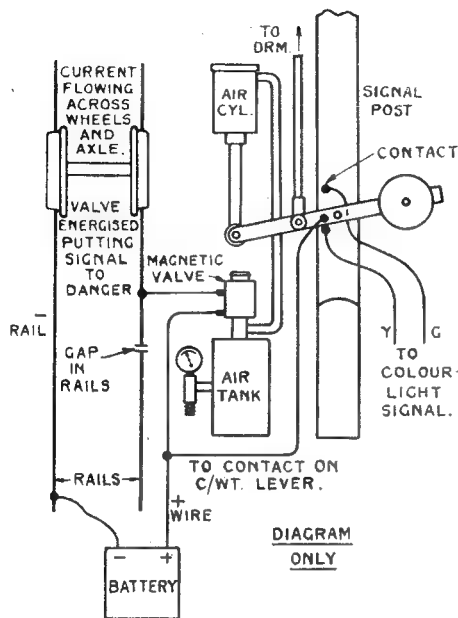 CURRENT
FLOWING
ACROSS
WHEELS
AND
AXLE.
VALVE
ENERGISED
PUTTING
SIGNAL
TO
DANGER
RAIL
—
GAP
IN
RAILS
RAILS
+
WIRE
- +
BATTERY
TO
DRM.
AIR
CYL.
MAGNETIC
VALVE
AIR
TANK
TO CONTACT ON
C/WT. LEVER.
SIGNAL
POST
CONTACT
Y G
TO
COLOUR-
LIGHT
SIGNAL.
DIAGRAM
ONLY